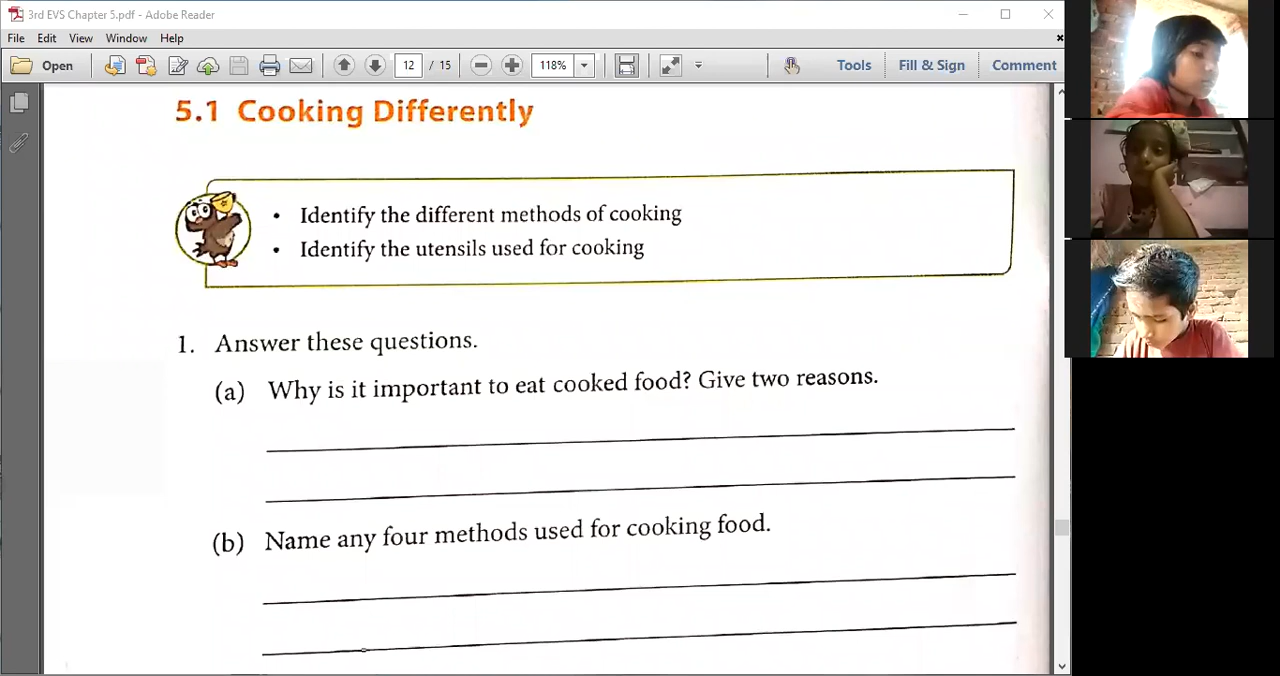 3rd EVS Chapter 5.pdf - Adobe Reader
File Edit View Window Help
Open 12 / 15 118% Tools Fill & Sign Comment
5.1 Cooking Differently
• Identify the different methods of cooking
• Identify the utensils used for cooking
1. Answer these questions.
(a) Why is it important to eat cooked food? Give two reasons.
(b) Name any four methods used for cooking food.